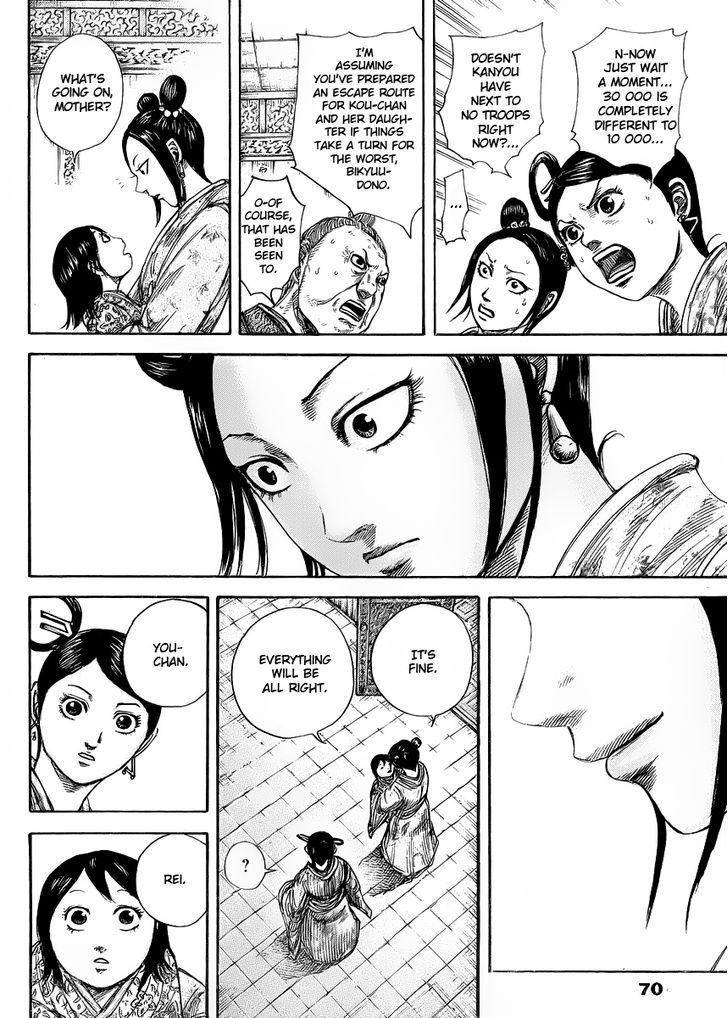 N-NOW
JUST WAIT
A MOMENT...
30 000 IS
COMPLETELY
DIFFERENT TO
10 000...
DOESN'T
KANYOU
HAVE
NEXT TO
NO TROOPS
RIGHT
NOW?...
...
I'M
ASSUMING
YOU'VE PREPARED
AN ESCAPE ROUTE
FOR KOU-CHAN
AND HER DAUGH-
TER IF THINGS
TAKE A TURN FOR
THE WORST,
BIKYUU-
DONO.
O-OF
COURSE,
THAT HAS
BEEN
SEEN
TO.
WHAT'S
GOING ON,
MOTHER?
IT'S
FINE.
EVERYTHING
WILL BE
ALL RIGHT.
?
YOU-
CHAN.
REI.
70